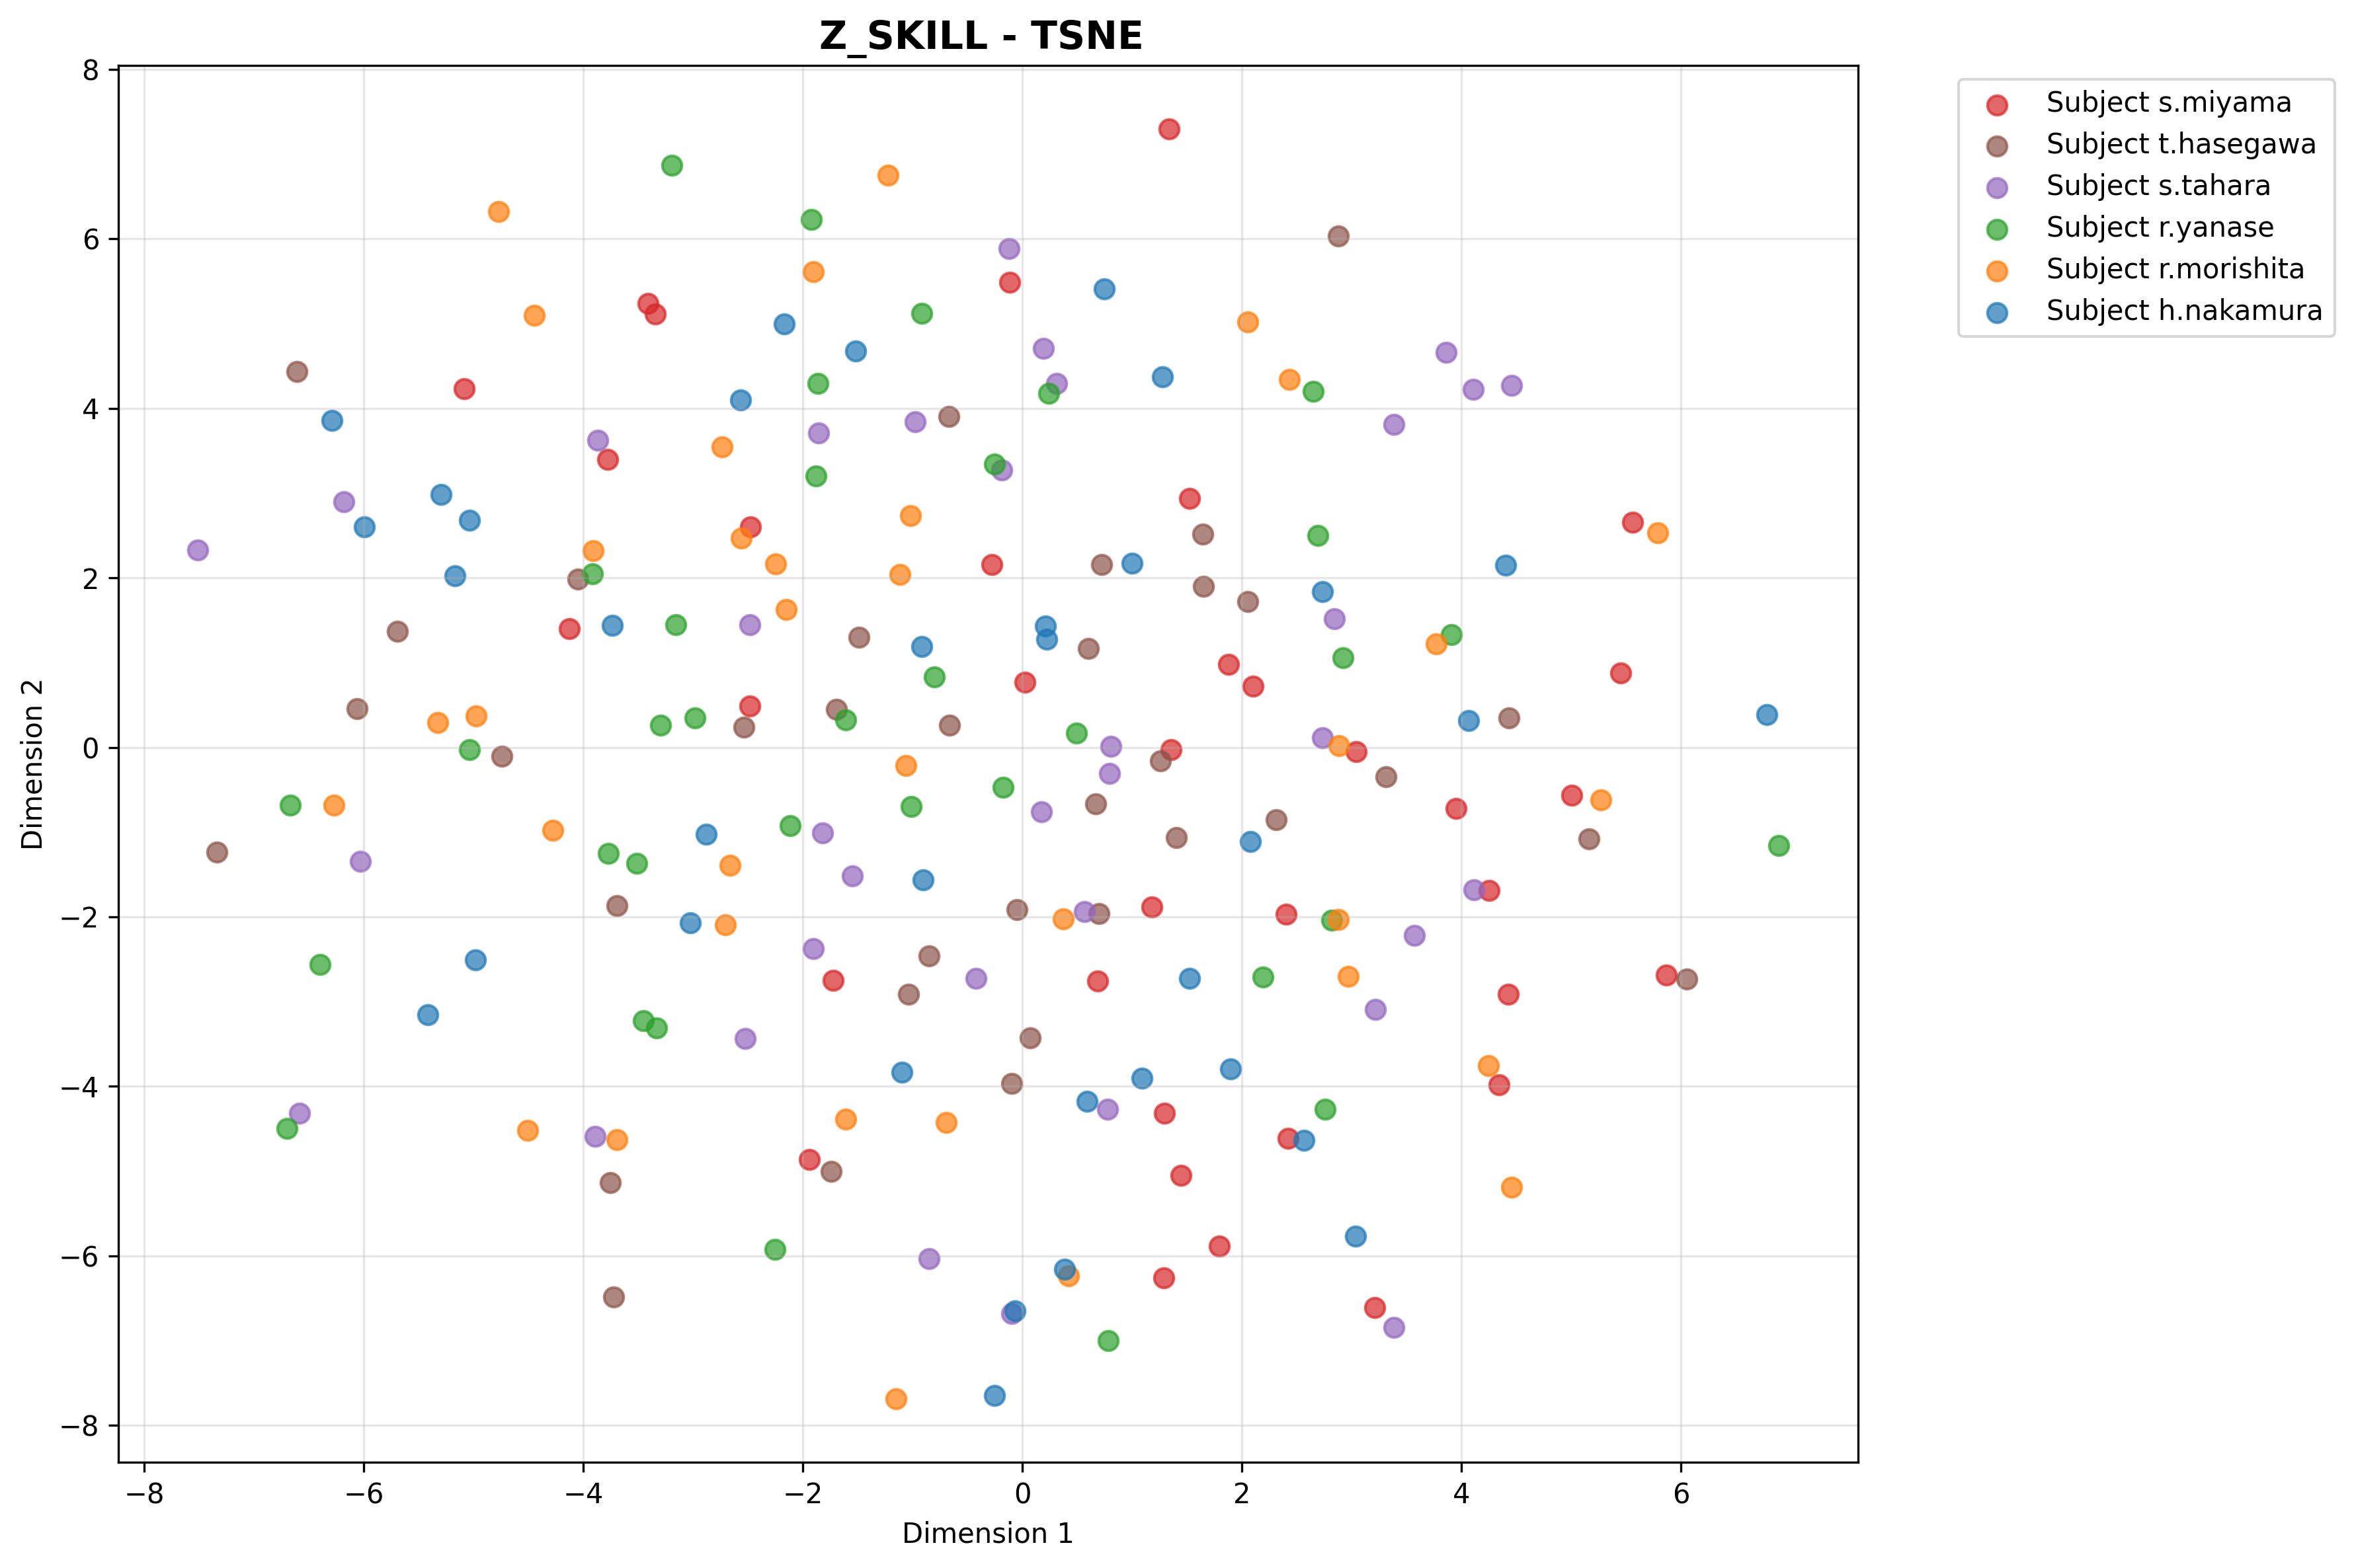 Z_SKILL - TSNE
8
6
4
2
0
−2
−4
−6
−8
Dimension 2
−8 −6 −4 −2 0 2 4 6
Dimension 1
Subject s.miyama
Subject t.hasegawa
Subject s.tahara
Subject r.yanase
Subject r.morishita
Subject h.nakamura